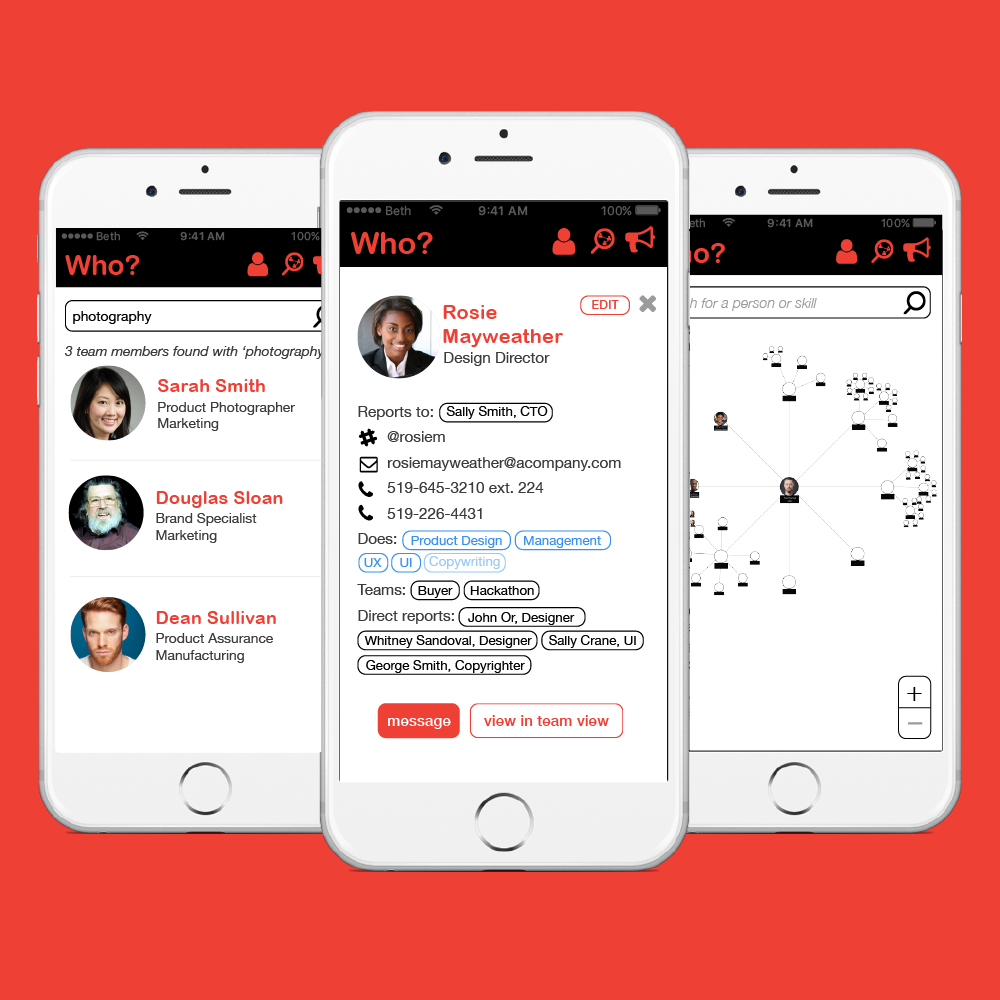 Beth 9:41 AM 100%
Who?
photography
3 team members found with ‘photography
Sarah Smith
Product Photographer
Marketing
Douglas Sloan
Brand Specialist
Marketing
Dean Sullivan
Product Assurance
Manufacturing
Beth 9:41 AM 100%
Who?
EDIT
Rosie
Mayweather
Design Director
Reports to: Sally Smith, CTO
@rosiem
rosiemayweather@acompany.com
519-645-3210 ext. 224
519-226-4431
Does: Product Design Management
UX UI Copywriting
Teams: Buyer Hackathon
Direct reports: John Or, Designer
Whitney Sandoval, Designer Sally Crane, UI
George Smith, Copyrighter
message view in team view
eth 9:41 AM 100%
o?
h for a person or skill